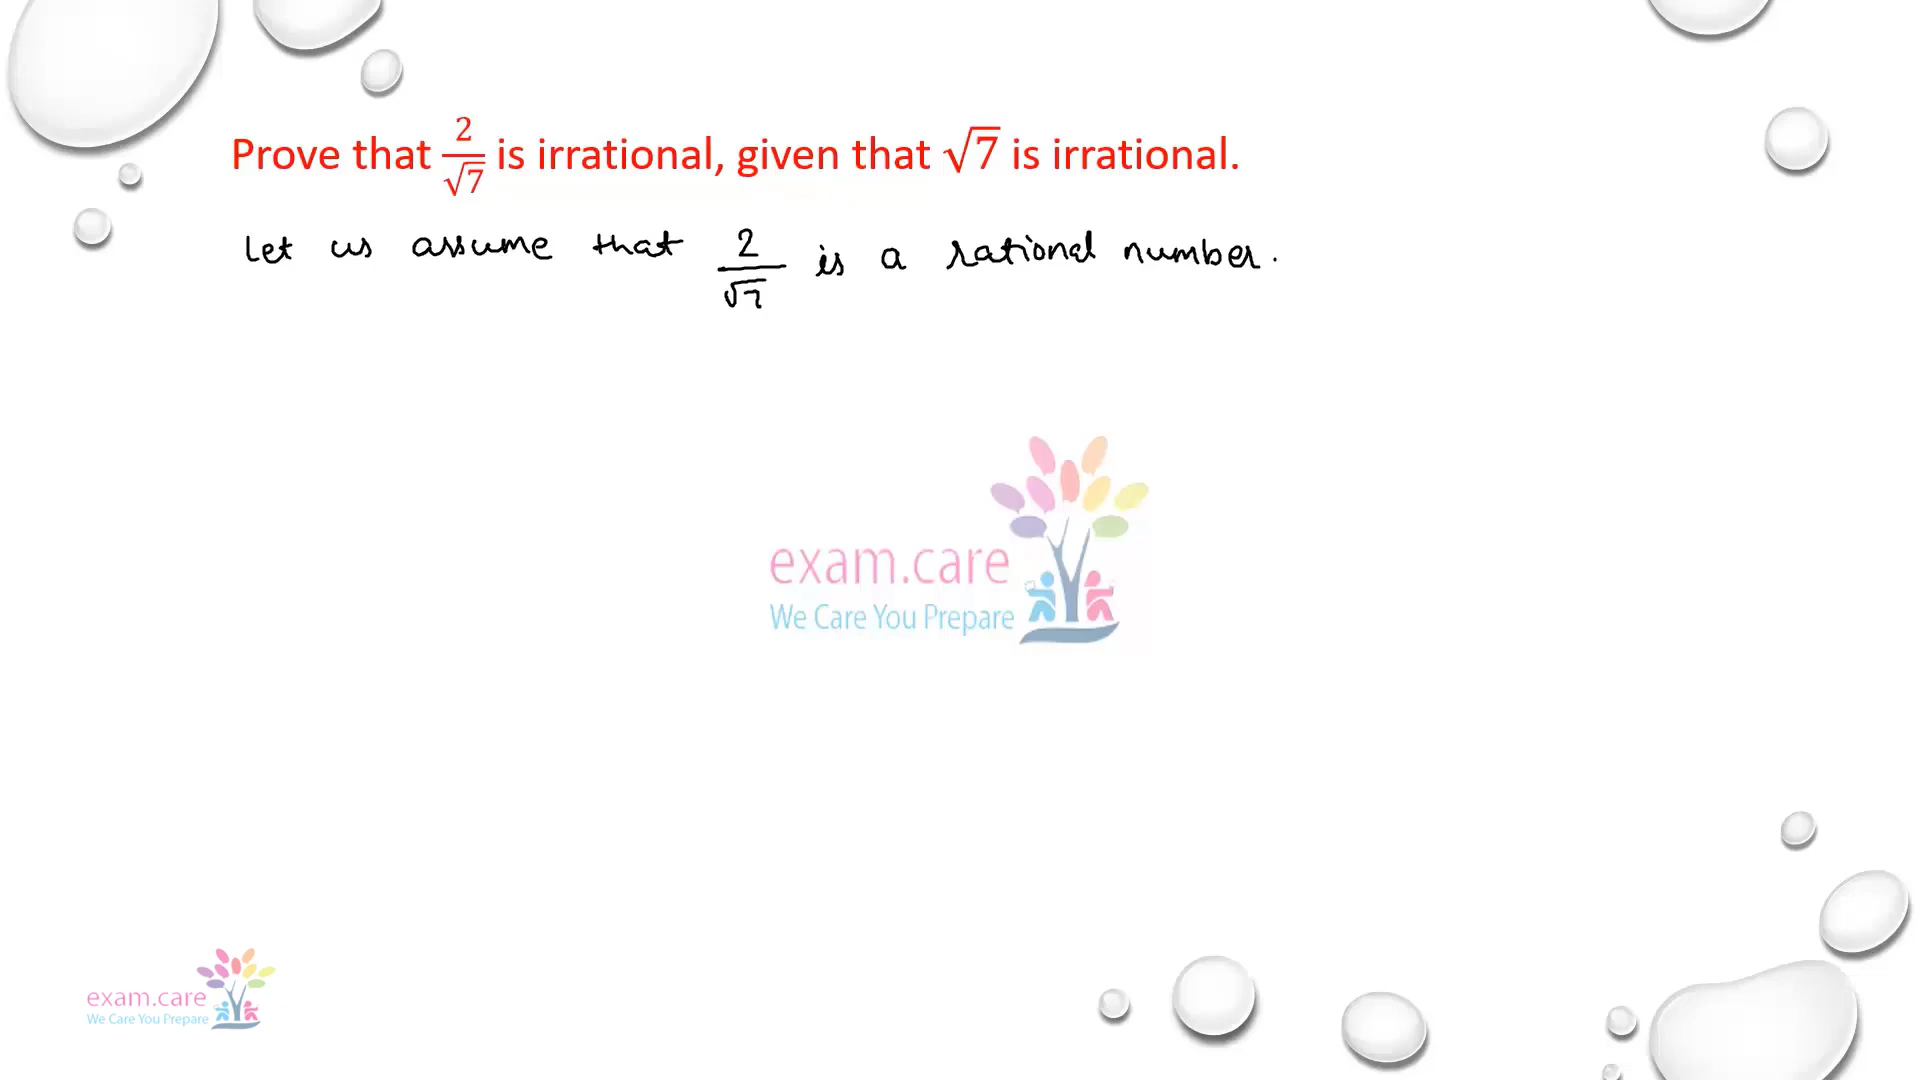 Prove that 2/√7 is irrational, given that √7 is irrational.
Let us assume that 2/√7 is a rational number.
exam.care
We Care You Prepare
exam.care
We Care You Prepare